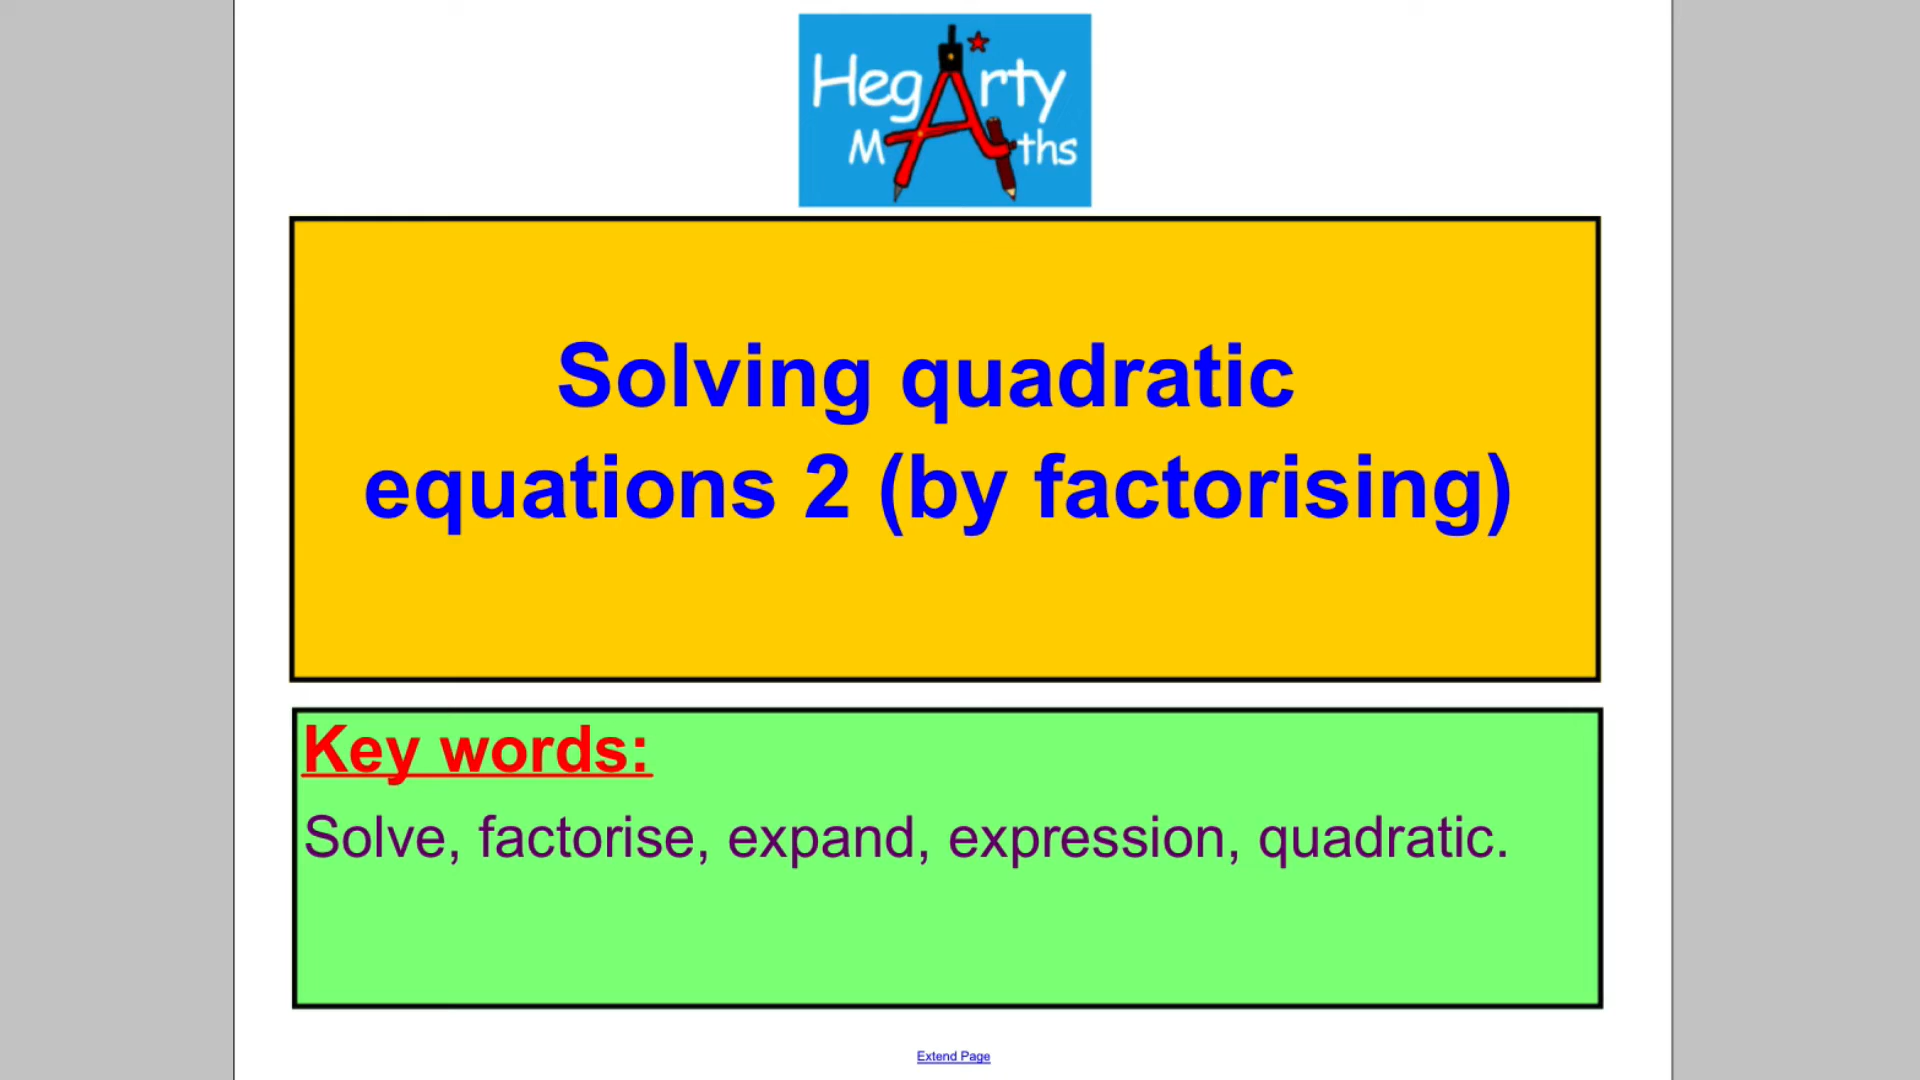 HegArty
MAths
Solving quadratic
equations 2 (by factorising)
Key words:
Solve, factorise, expand, expression, quadratic.
Extend Page